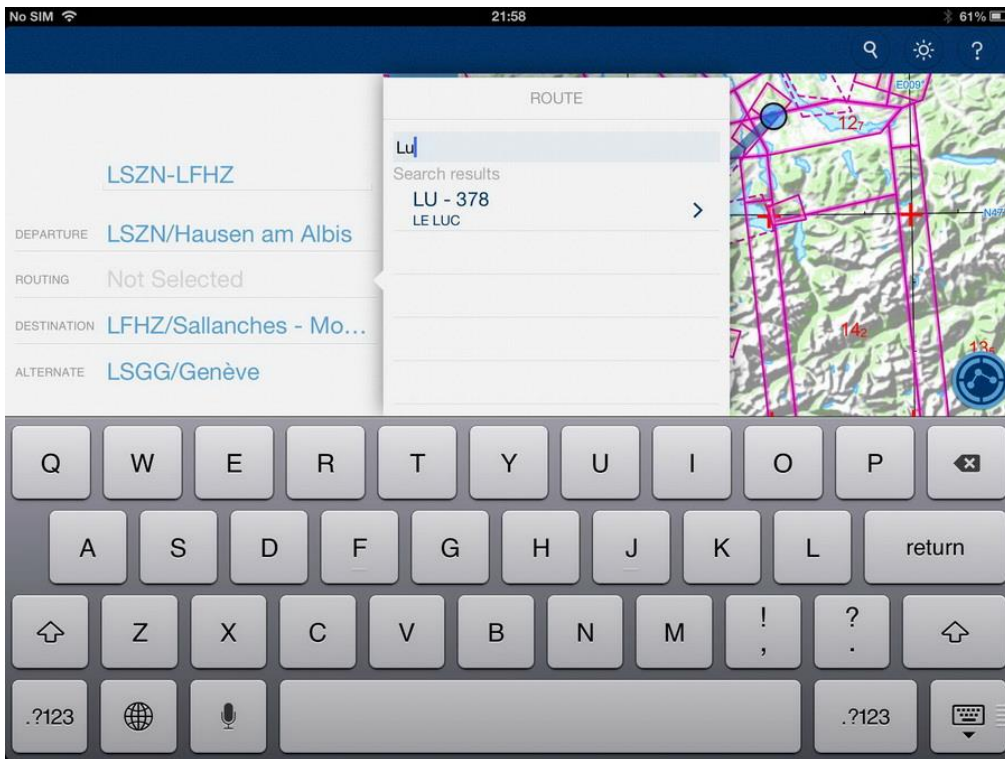 No SIM
21:58
61%
?
LSZN-LFHZ
DEPARTURE LSZN/Hausen am Albis
ROUTING Not Selected
DESTINATION LFHZ/Sallanches - Mo...
ALTERNATE LSGG/Genève
ROUTE
Lu
Search results
LU - 378
LE LUC
E009°
12₇
N47
14₂
Q W E R T Y U I O P
A S D F G H J K L return
Z X C V B N M ! , ? .
.?123 .?123